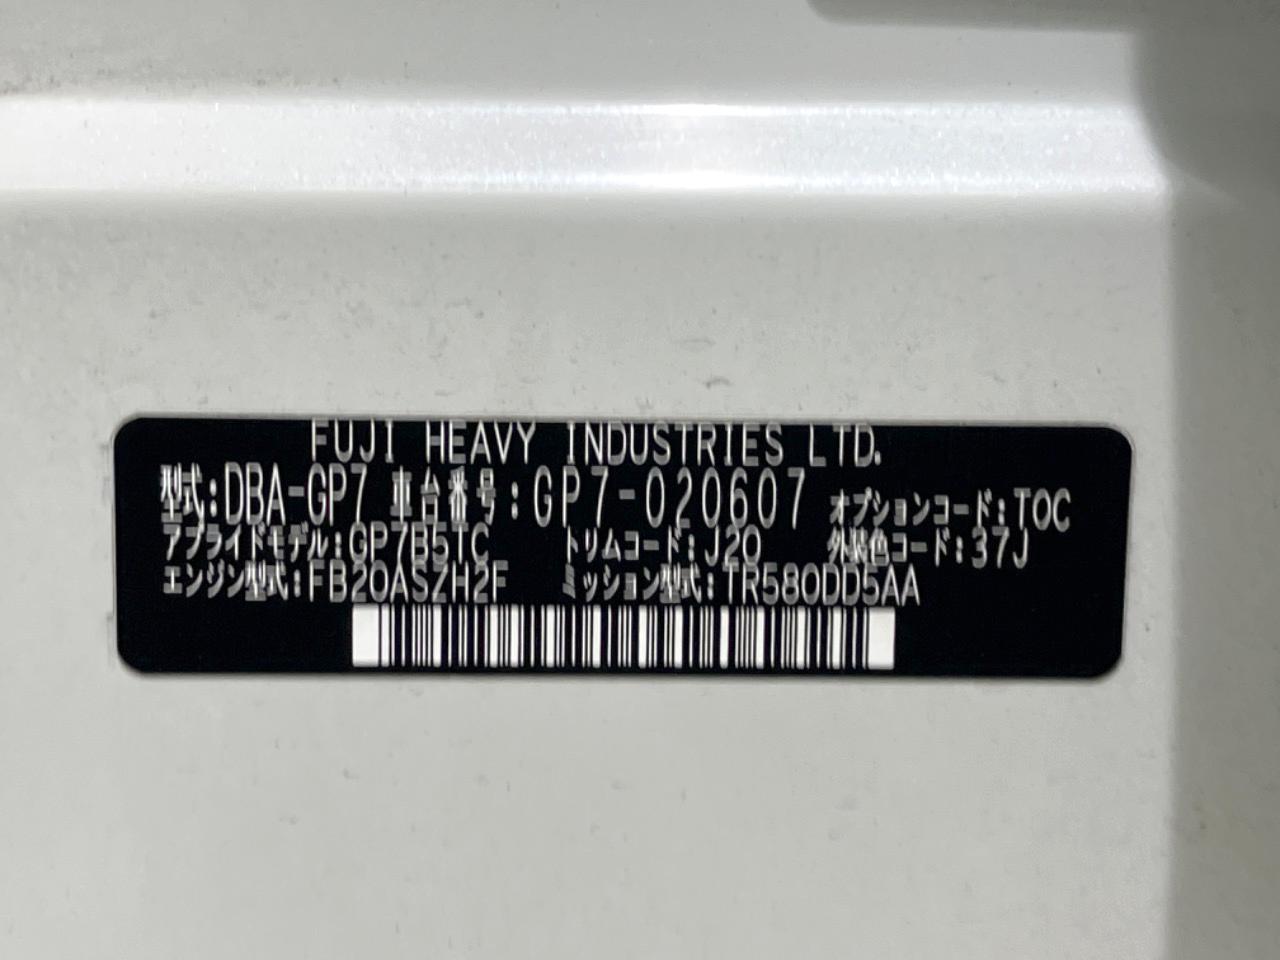 FUJI HEAVY INDUSTRIES LTD.
型式:DBA-GP7 車台番号:GP7-020607 オプションコード:TOC
アプライドモデル:GP7B5TC トリムコード:J20 外装色コード:37J
エンジン型式:FB20ASZH2F ミッション型式:TR580DD5AA